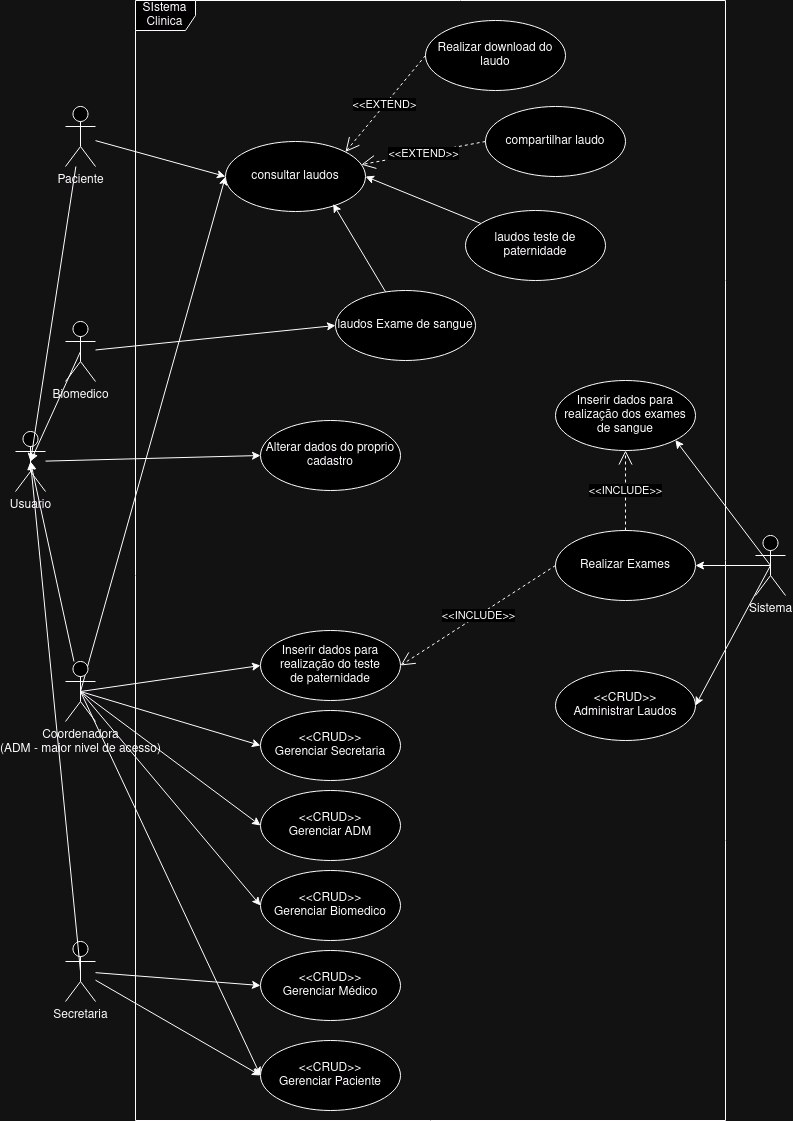 SIstema
Clinica
Realizar download do
laudo
<<EXTEND>
compartilhar laudo
<<EXTEND>>
Paciente
consultar laudos
laudos teste de
paternidade
laudos Exame de sangue
Biomedico
Inserir dados para
realização dos exames
de sangue
Alterar dados do proprio
cadastro
Usuario
<<INCLUDE>>
Realizar Exames
Sistema
<<INCLUDE>>
Inserir dados para
realização do teste
de paternidade
<<CRUD>>
Administrar Laudos
Coordenadora
(ADM - maior nivel de acesso)
<<CRUD>>
Gerenciar Secretaria
<<CRUD>>
Gerenciar ADM
<<CRUD>>
Gerenciar Biomedico
<<CRUD>>
Gerenciar Médico
Secretaria
<<CRUD>>
Gerenciar Paciente